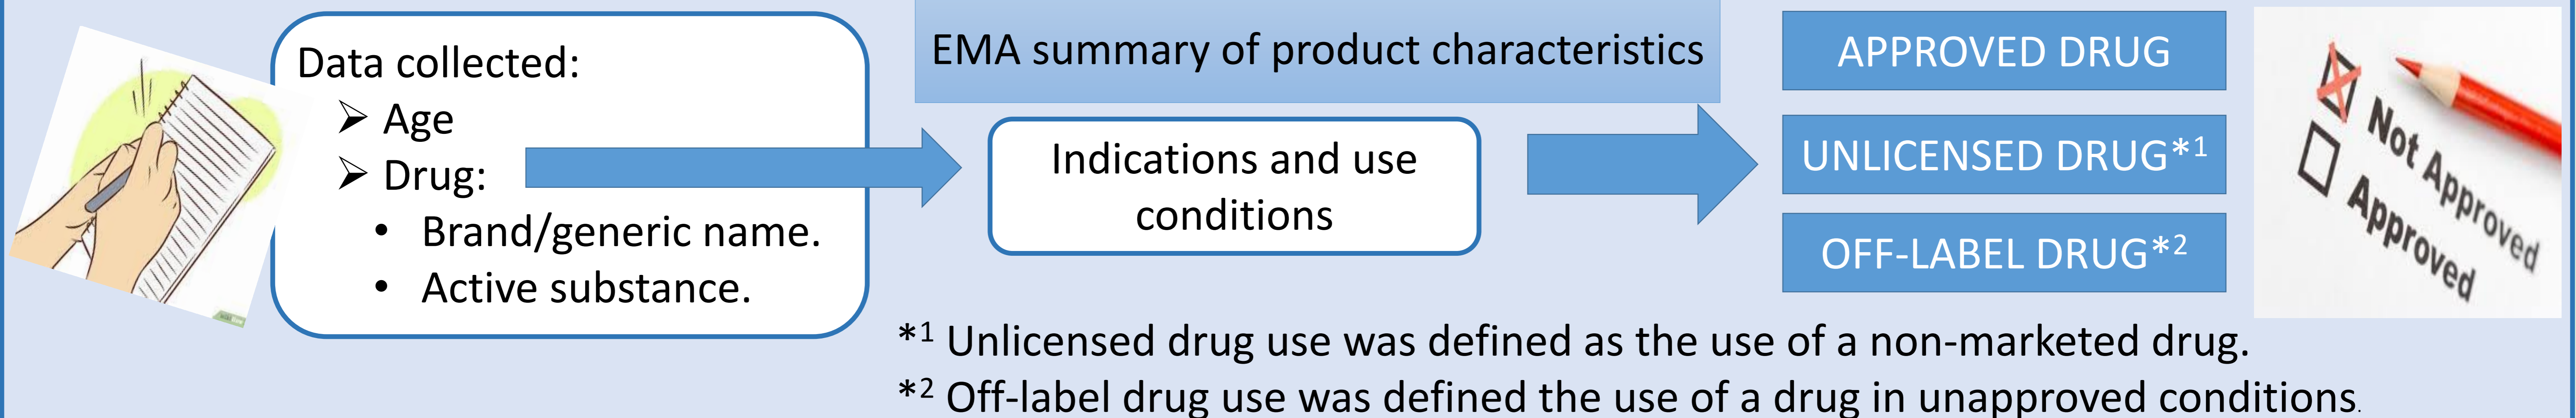 Data collected:
➢ Age
➢ Drug:
• Brand/generic name.
• Active substance.
EMA summary of product characteristics
Indications and use
conditions
APPROVED DRUG
UNLICENSED DRUG*1
OFF-LABEL DRUG*2
Not Approved
Approved
*1 Unlicensed drug use was defined as the use of a non-marketed drug.
*2 Off-label drug use was defined the use of a drug in unapproved conditions.